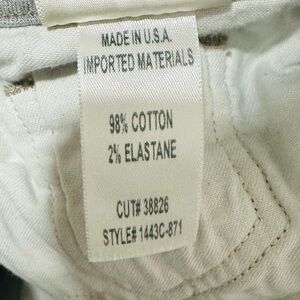 MADE IN U.S.A.
IMPORTED MATERIALS
98% COTTON
2% ELASTANE
CUT# 38826
STYLE# 1443C-871